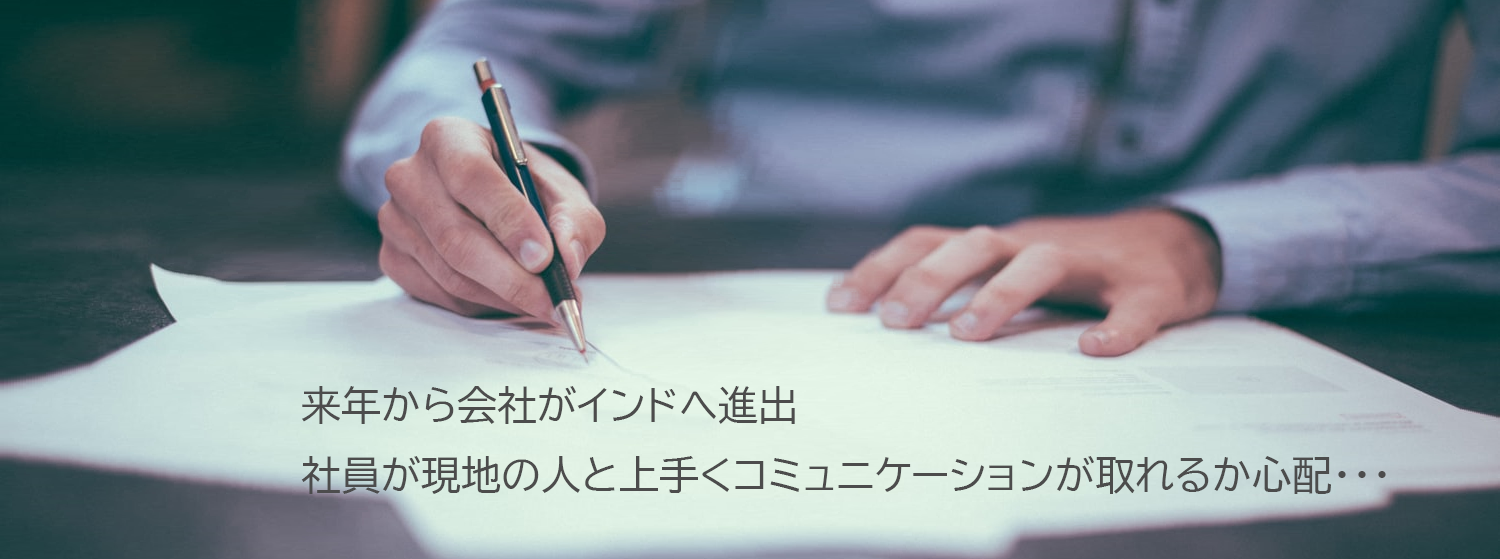 来年から会社がインドへ進出
社員が現地の人と上手くコミュニケーションが取れるか心配・・・